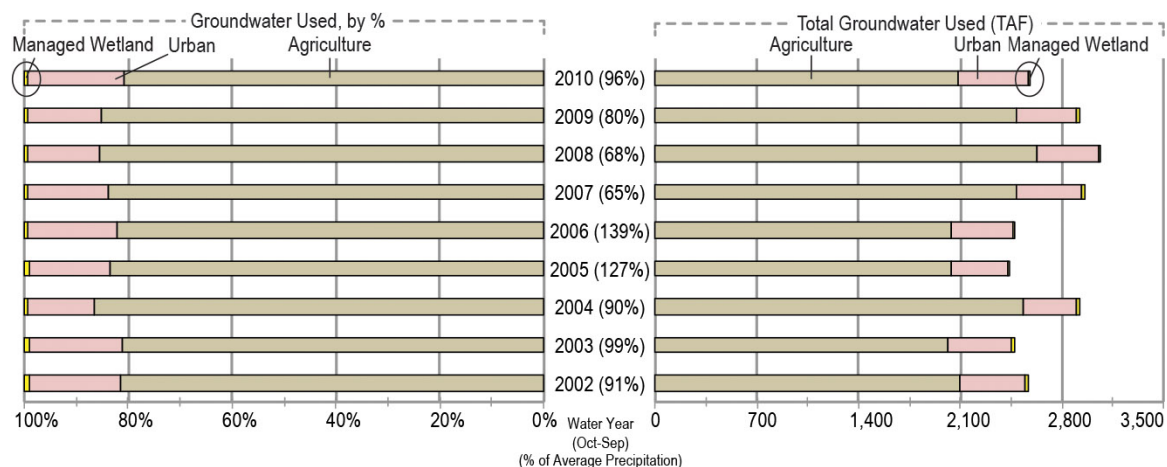 Groundwater Used, by %
Total Groundwater Used (TAF)
Managed Wetland Urban Agriculture
Agriculture Urban Managed Wetland
2010 (96%)
2009 (80%)
2008 (68%)
2007 (65%)
2006 (139%)
2005 (127%)
2004 (90%)
2003 (99%)
2002 (91%)
100% 80% 60% 40% 20% 0%
Water Year
(Oct-Sep)
(% of Average Precipitation)
0 700 1,400 2,100 2,800 3,500